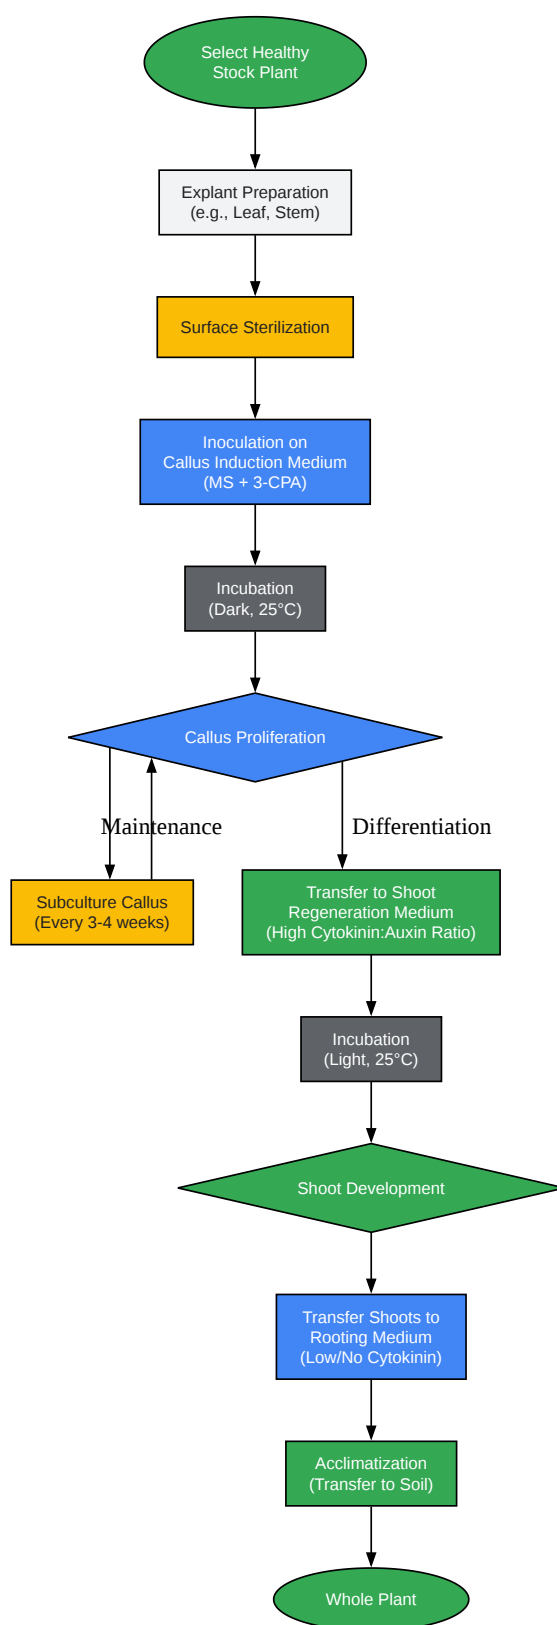 Select Healthy
Stock Plant
Explant Preparation
(e.g., Leaf, Stem)
Surface Sterilization
Inoculation on
Callus Induction Medium
(MS + 3-CPA)
Incubation
(Dark, 25°C)
Callus Proliferation
Maintenance
Differentiation
Subculture Callus
(Every 3-4 weeks)
Transfer to Shoot
Regeneration Medium
(High Cytokinin:Auxin Ratio)
Incubation
(Light, 25°C)
Shoot Development
Transfer Shoots to
Rooting Medium
(Low/No Cytokinin)
Acclimatization
(Transfer to Soil)
Whole Plant